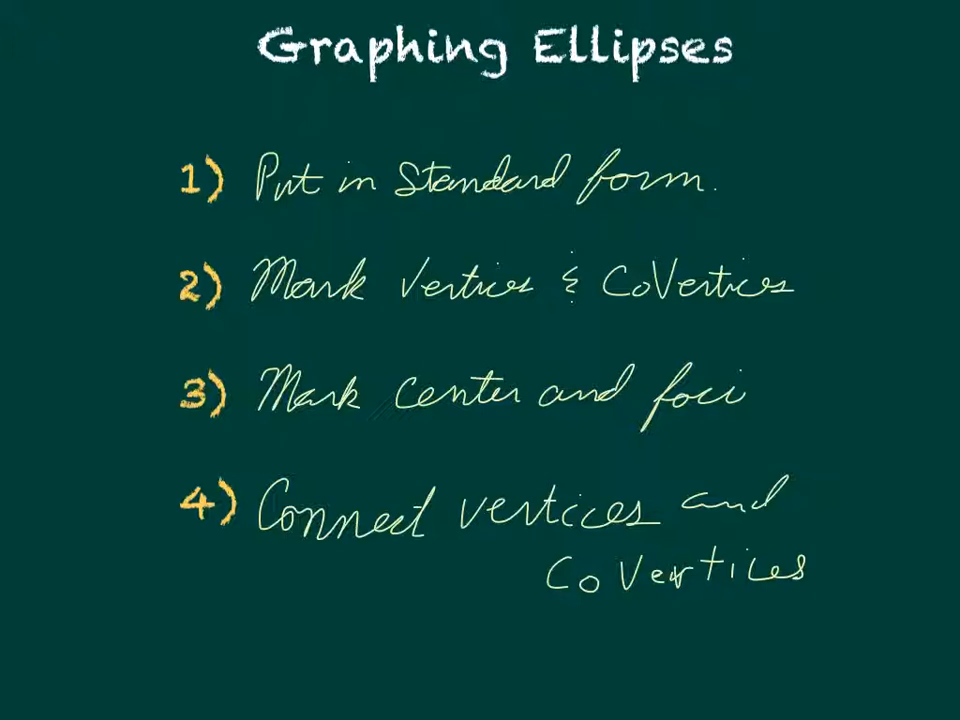 Graphing Ellipses
1) Put in Standard form.
2) Mark Vertices & CoVertices
3) Mark center and foci
4) Connect vertices and
CoVertices